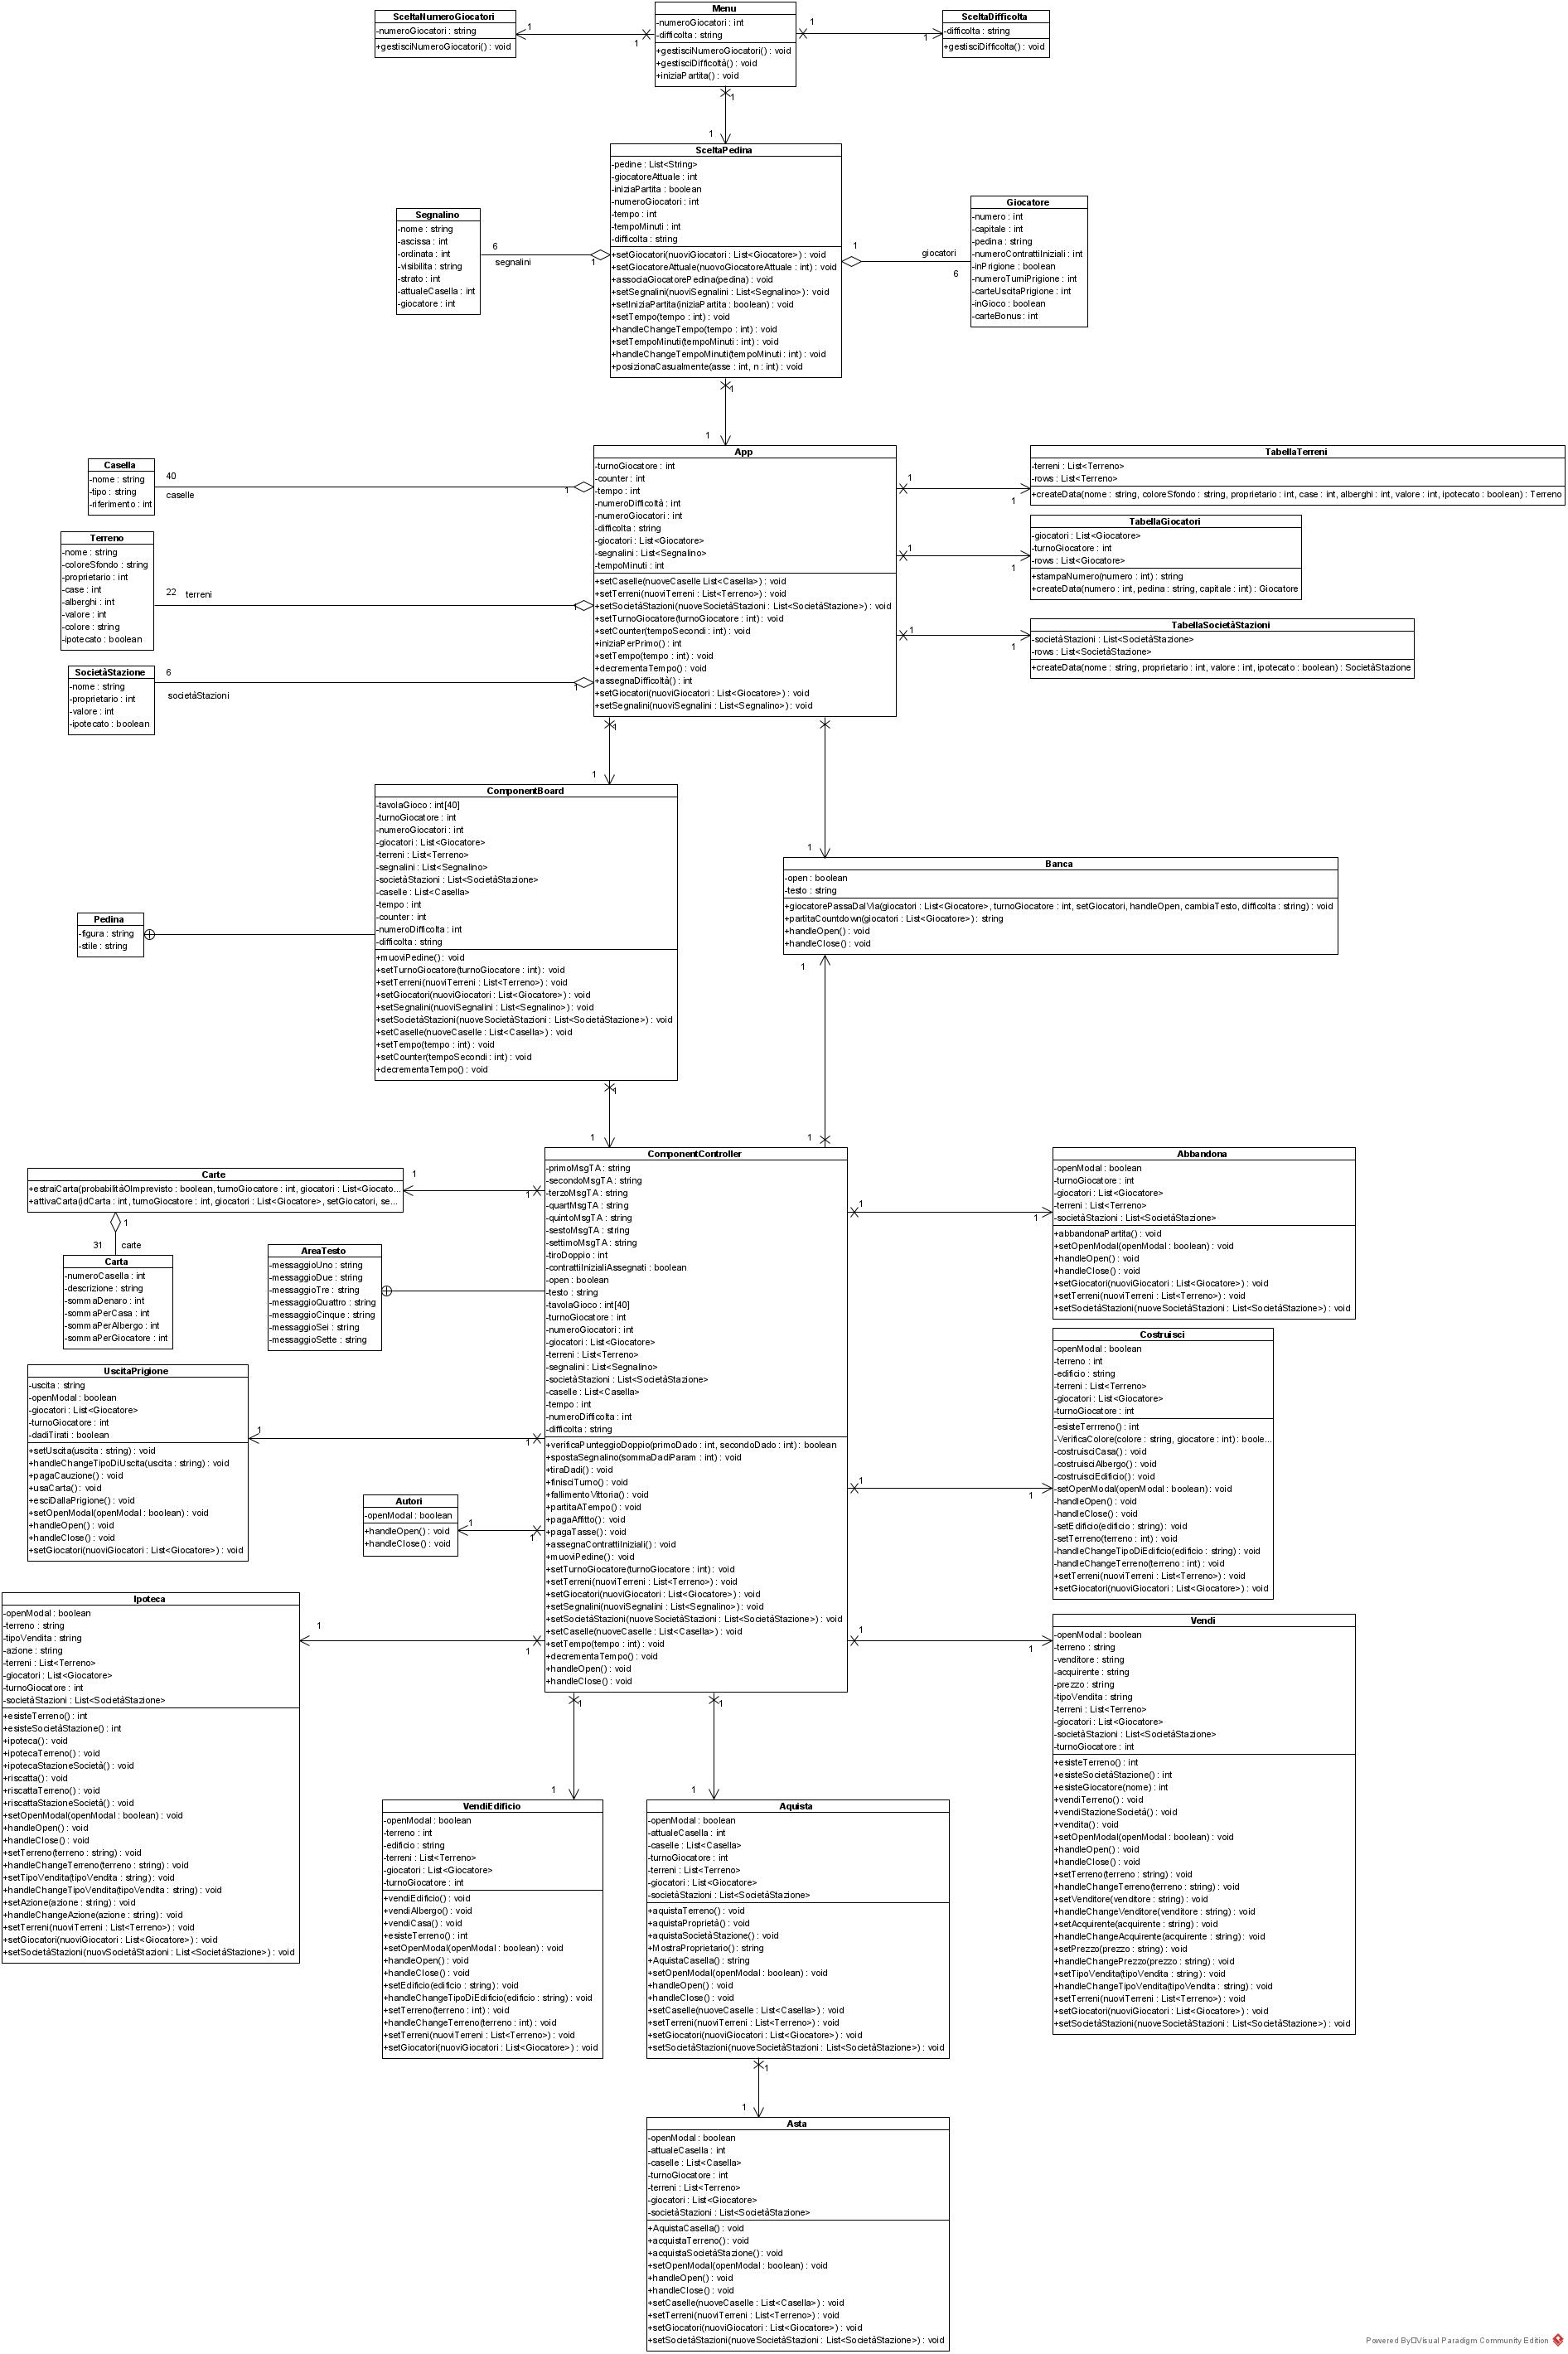 SceltaNumeroGiocatori
-numeroGiocatori : string
+gestisciNumeroGiocatori() : void
1
1
Menu
-numeroGiocatori : int
-difficolta : string
+gestisciNumeroGiocatori() : void
+gestisciDifficoltà() : void
+iniziaPartita() : void
1
1
SceltaDifficolta
-difficolta : string
+gestisciDifficolta() : void
1
1
SceltaPedina
-pedine : List<String>
-giocatoreAttuale : int
-iniziaPartita : boolean
-numeroGiocatori : int
-tempo : int
-tempoMinuti : int
-difficolta : string
+setGiocatori(nuoviGiocatori : List<Giocatore>) : void
+setGiocatoreAttuale(nuovoGiocatoreAttuale : int) : void
+associaGiocatorePedina(pedina) : void
+setSegnalini(nuoviSegnalini : List<Segnalino>) : void
+setIniziaPartita(iniziaPartita : boolean) : void
+setTempo(tempo : int) : void
+handleChangeTempo(tempo : int) : void
+setTempoMinuti(tempoMinuti : int) : void
+handleChangeTempoMinuti(tempoMinuti : int) : void
+posizionaCasualmente(asse : int, n : int) : void
Segnalino
-nome : string
-ascissa : int
-ordinata : int
-visibilita : string
-strato : int
-attualeCasella : int
-giocatore : int
6
segnalini
1
1
giocatori
6
Giocatore
-numero : int
-capitale : int
-pedina : string
-numeroContrattiIniziali : int
-inPrigione : boolean
-numeroTurniPrigione : int
-carteUscitaPrigione : int
-inGioco : boolean
-carteBonus : int
1
1
App
-turnoGiocatore : int
-counter : int
-tempo : int
-numeroDifficoltà : int
-numeroGiocatori : int
-difficolta : string
-giocatori : List<Giocatore>
-segnalini : List<Segnalino>
-tempoMinuti : int
+setCaselle(nuoveCaselle List<Casella>) : void
+setTerreni(nuoviTerreni : List<Terreno>) : void
+setSocietàStazioni(nuoveSocietàStazioni : List<SocietàStazione>) : void
+setTurnoGiocatore(turnoGiocatore : int) : void
+setCounter(tempoSecondi : int) : void
+iniziaPerPrimo() : int
+setTempo(tempo : int) : void
+decrementaTempo() : void
+assegnaDifficoltà() : int
+setGiocatori(nuoviGiocatori : List<Giocatore>) : void
+setSegnalini(nuoviSegnalini : List<Segnalino>) : void
Casella
-nome : string
-tipo : string
-riferimento : int
40
caselle
1
Terreno
-nome : string
-coloreSfondo : string
-proprietario : int
-case : int
-alberghi : int
-valore : int
-colore : string
-ipotecato : boolean
22 terreni
1
SocietàStazione
-nome : string
-proprietario : int
-valore : int
-ipotecato : boolean
6
societàStazioni
1
TabellaTerreni
-terreni : List<Terreno>
-rows : List<Terreno>
+createData(nome : string, coloreSfondo : string, proprietario : int, case : int, alberghi : int, valore : int, ipotecato : boolean) : Terreno
1
1
TabellaGiocatori
-giocatori : List<Giocatore>
-turnoGiocatore : int
-rows : List<Giocatore>
+stampaNumero(numero : int) : string
+createData(numero : int, pedina : string, capitale : int) : Giocatore
1
1
TabellaSocietàStazioni
-societàStazioni : List<SocietàStazione>
-rows : List<SocietàStazione>
+createData(nome : string, proprietario : int, valore : int, ipotecato : boolean) : SocietàStazione
1
1
1
1
ComponentBoard
-tavolaGioco : int[40]
-turnoGiocatore : int
-numeroGiocatori : int
-giocatori : List<Giocatore>
-terreni : List<Terreno>
-segnalini : List<Segnalino>
-societàStazioni : List<SocietàStazione>
-caselle : List<Casella>
-tempo : int
-counter : int
-numeroDifficolta : int
-difficolta : string
+muoviPedine() : void
+setTurnoGiocatore(turnoGiocatore : int) : void
+setTerreni(nuoviTerreni : List<Terreno>) : void
+setGiocatori(nuoviGiocatori : List<Giocatore>) : void
+setSegnalini(nuoviSegnalini : List<Segnalino>) : void
+setSocietàStazioni(nuoveSocietàStazioni : List<SocietàStazione>) : void
+setCaselle(nuoveCaselle : List<Casella>) : void
+setTempo(tempo : int) : void
+setCounter(tempoSecondi : int) : void
+decrementaTempo() : void
Pedina
-figura : string
-stile : string
1
Banca
-open : boolean
-testo : string
+giocatorePassaDalVia(giocatori : List<Giocatore>, turnoGiocatore : int, setGiocatori, handleOpen, cambiaTesto, difficolta : string) : void
+partitaCountdown(giocatori : List<Giocatore>) : string
+handleOpen() : void
+handleClose() : void
1
1
1
1
ComponentController
-primoMsgTA : string
-secondoMsgTA : string
-terzoMsgTA : string
-quartMsgTA : string
-quintoMsgTA : string
-sestoMsgTA : string
-settimoMsgTA : string
-tiroDoppio : int
-contrattiInizialiAssegnati : boolean
-open : boolean
-testo : string
-tavolaGioco : int[40]
-turnoGiocatore : int
-numeroGiocatori : int
-giocatori : List<Giocatore>
-terreni : List<Terreno>
-segnalini : List<Segnalino>
-societàStazioni : List<SocietàStazione>
-caselle : List<Casella>
-tempo : int
-numeroDifficolta : int
-difficolta : string
+verificaPunteggioDoppio(primoDado : int, secondoDado : int) : boolean
+spostaSegnalino(sommaDadiParam : int) : void
+tiraDadi() : void
+finisciTurno() : void
+fallimentoVittoria() : void
+partitaATempo() : void
+pagaAffitto() : void
+pagaTasse() : void
+assegnaContrattiIniziali() : void
+muoviPedine() : void
+setTurnoGiocatore(turnoGiocatore : int) : void
+setTerreni(nuoviTerreni : List<Terreno>) : void
+setGiocatori(nuoviGiocatori : List<Giocatore>) : void
+setSegnalini(nuoviSegnalini : List<Segnalino>) : void
+setSocietàStazioni(nuoveSocietàStazioni : List<SocietàStazione>) : void
+setCaselle(nuoveCaselle : List<Casella>) : void
+setTempo(tempo : int) : void
+decrementaTempo() : void
+handleOpen() : void
+handleClose() : void
Carte
+estraiCarta(probabilitàOImprevisto : boolean, turnoGiocatore : int, giocatori : List<Giocato...
+attivaCarta(idCarta : int, turnoGiocatore : int, giocatori : List<Giocatore>, setGiocatori, se...
1
1
1
31 carte
Carta
-numeroCasella : int
-descrizione : string
-sommaDenaro : int
-sommaPerCasa : int
-sommaPerAlbergo : int
-sommaPerGiocatore : int
AreaTesto
-messaggioUno : string
-messaggioDue : string
-messaggioTre : string
-messaggioQuattro : string
-messaggioCinque : string
-messaggioSei : string
-messaggioSette : string
UscitaPrigione
-uscita : string
-openModal : boolean
-giocatori : List<Giocatore>
-turnoGiocatore : int
-dadiTirati : boolean
+setUscita(uscita : string) : void
+handleChangeTipoDiUscita(uscita : string) : void
+pagaCauzione() : void
+usaCarta() : void
+esciDallaPrigione() : void
+setOpenModal(openModal : boolean) : void
+handleOpen() : void
+handleClose() : void
+setGiocatori(nuoviGiocatori : List<Giocatore>) : void
1
1
Autori
-openModal : boolean
+handleOpen() : void
+handleClose() : void
1
1
Abbandona
-openModal : boolean
-turnoGiocatore : int
-giocatori : List<Giocatore>
-terreni : List<Terreno>
-societàStazioni : List<SocietàStazione>
+abbandonaPartita() : void
+setOpenModal(openModal : boolean) : void
+handleOpen() : void
+handleClose() : void
+setGiocatori(nuoviGiocatori : List<Giocatore>) : void
+setTerreni(nuoviTerreni : List<Terreno>) : void
+setSocietàStazioni(nuoveSocietàStazioni : List<SocietàStazione>) : void
1
1
Costruisci
-openModal : boolean
-terreno : int
-edificio : string
-terreni : List<Terreno>
-giocatori : List<Giocatore>
-turnoGiocatore : int
-esisteTerrreno() : int
-VerificaColore(colore : string, giocatore : int) : boole...
-costruisciCasa() : void
-costruisciAlbergo() : void
-costruisciEdificio() : void
-setOpenModal(openModal : boolean) : void
-handleOpen() : void
-handleClose() : void
-setEdificio(edificio : string) : void
-setTerreno(terreno : int) : void
-handleChangeTipoDiEdificio(edificio : string) : void
-handleChangeTerreno(terreno : int) : void
+setTerreni(nuoviTerreni : List<Terreno>) : void
+setGiocatori(nuoviGiocatori : List<Giocatore>) : void
1
1
Ipoteca
-openModal : boolean
-terreno : string
-tipoVendita : string
-azione : string
-terreni : List<Terreno>
-giocatori : List<Giocatore>
-turnoGiocatore : int
-societàStazioni : List<SocietàStazione>
+esisteTerreno() : int
+esisteSocietàStazione() : int
+ipoteca() : void
+ipotecaTerreno() : void
+ipotecaStazioneSocietà() : void
+riscatta() : void
+riscattaTerreno() : void
+riscattaStazioneSocietà() : void
+setOpenModal(openModal : boolean) : void
+handleOpen() : void
+handleClose() : void
+setTerreno(terreno : string) : void
+handleChangeTerreno(terreno : string) : void
+setTipoVendita(tipoVendita : string) : void
+handleChangeTipoVendita(tipoVendita : string) : void
+setAzione(azione : string) : void
+handleChangeAzione(azione : string) : void
+setTerreni(nuoviTerreni : List<Terreno>) : void
+setGiocatori(nuoviGiocatori : List<Giocatore>) : void
+setSocietàStazioni(nuovSocietàStazioni : List<SocietàStazione>) : void
1
1
Vendi
-openModal : boolean
-terreno : string
-venditore : string
-acquirente : string
-prezzo : string
-tipoVendita : string
-terreni : List<Terreno>
-giocatori : List<Giocatore>
-societàStazioni : List<SocietàStazione>
-turnoGiocatore : int
+esisteTerreno() : int
+esisteSocietàStazione() : int
+esisteGiocatore(nome) : int
+vendiTerreno() : void
+vendiStazioneSocietà() : void
+vendita() : void
+setOpenModal(openModal : boolean) : void
+handleOpen() : void
+handleClose() : void
+setTerreno(terreno : string) : void
+handleChangeTerreno(terreno : string) : void
+setVenditore(venditore : string) : void
+handleChangeVenditore(venditore : string) : void
+setAcquirente(acquirente : string) : void
+handleChangeAcquirente(acquirente : string) : void
+setPrezzo(prezzo : string) : void
+handleChangePrezzo(prezzo : string) : void
+setTipoVendita(tipoVendita : string) : void
+handleChangeTipoVendita(tipoVendita : string) : void
+setTerreni(nuoviTerreni : List<Terreno>) : void
+setGiocatori(nuoviGiocatori : List<Giocatore>) : void
+setSocietàStazioni(nuoveSocietàStazioni : List<SocietàStazione>) : void
1
1
1
1
VendiEdificio
-openModal : boolean
-terreno : int
-edificio : string
-terreni : List<Terreno>
-giocatori : List<Giocatore>
-turnoGiocatore : int
+vendiEdificio() : void
+vendiAlbergo() : void
+vendiCasa() : void
+esisteTerreno() : int
+setOpenModal(openModal : boolean) : void
+handleOpen() : void
+handleClose() : void
+setEdificio(edificio : string) : void
+handleChangeTipoDiEdificio(edificio : string) : void
+setTerreno(terreno : int) : void
+handleChangeTerreno(terreno : int) : void
+setTerreni(nuoviTerreni : List<Terreno>) : void
+setGiocatori(nuoviGiocatori : List<Giocatore>) : void
1
1
Aquista
-openModal : boolean
-attualeCasella : int
-caselle : List<Casella>
-turnoGiocatore : int
-terreni : List<Terreno>
-giocatori : List<Giocatore>
-societàStazioni : List<SocietàStazione>
+aquistaTerreno() : void
+aquistaProprietà() : void
+aquistaSocietàStazione() : void
+MostraProprietario() : string
+AquistaCasella() : string
+setOpenModal(openModal : boolean) : void
+handleOpen() : void
+handleClose() : void
+setCaselle(nuoveCaselle : List<Casella>) : void
+setTerreni(nuoviTerreni : List<Terreno>) : void
+setGiocatori(nuoviGiocatori : List<Giocatore>) : void
+setSocietàStazioni(nuoveSocietàStazioni : List<SocietàStazione>) : void
1
1
Asta
-openModal : boolean
-attualeCasella : int
-caselle : List<Casella>
-turnoGiocatore : int
-terreni : List<Terreno>
-giocatori : List<Giocatore>
-societàStazioni : List<SocietàStazione>
+AquistaCasella() : void
+acquistaTerreno() : void
+acquistaSocietàStazione() : void
+setOpenModal(openModal : boolean) : void
+handleOpen() : void
+handleClose() : void
+setCaselle(nuoveCaselle : List<Casella>) : void
+setTerreni(nuoviTerreni : List<Terreno>) : void
+setGiocatori(nuoviGiocatori : List<Giocatore>) : void
+setSocietàStazioni(nuoveSocietàStazioni : List<SocietàStazione>) : void
Powered By□Visual Paradigm Community Edition